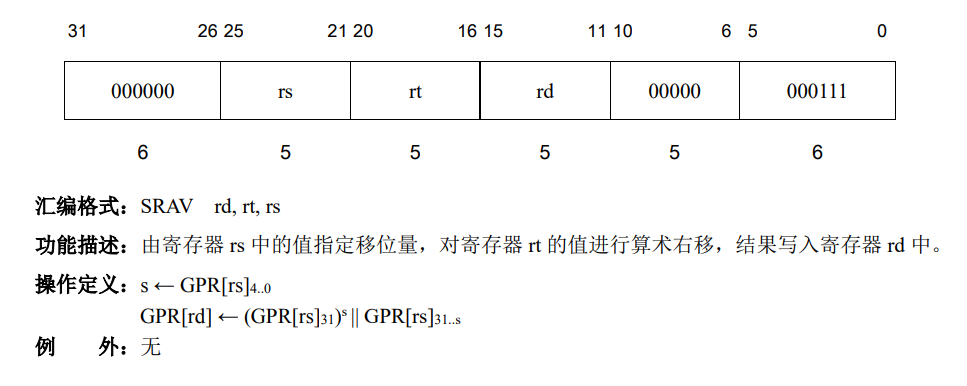 31 26 25 21 20 16 15 11 10 6 5 0
000000 rs rt rd 00000 000111
6 5 5 5 5 6
汇编格式：SRAV rd, rt, rs
功能描述：由寄存器 rs 中的值指定移位量，对寄存器 rt 的值进行算术右移，结果写入寄存器 rd 中。
操作定义：s ← GPR[rs]4..0
GPR[rd] ← (GPR[rs]31)s || GPR[rs]31..s
例 外：无